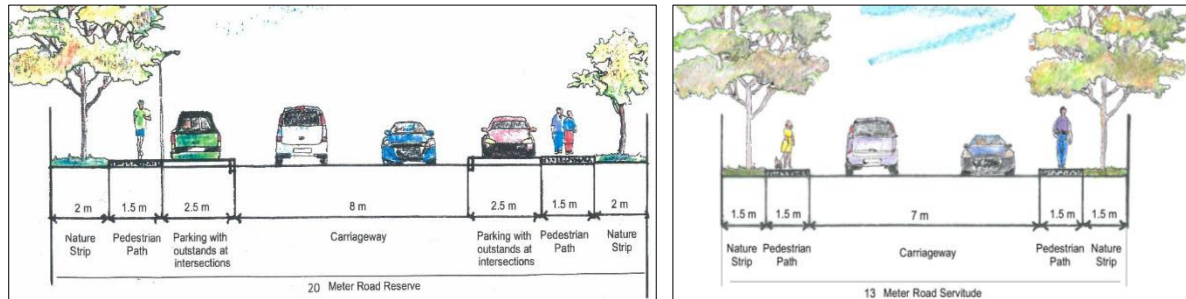 2 m 1.5 m 2.5 m 8 m 2.5 m 1.5 m 2 m
Nature Strip
Pedestrian Path
Parking with outstands at intersections
Carriageway
Parking with outstands at intersections
Pedestrian Path
Nature Strip
20 Meter Road Reserve
1.5 m 1.5 m 7 m 1.5 m 1.5 m
Nature Strip
Pedestrian Path
Carriageway
Pedestrian Path
Nature Strip
13 Meter Road Servitude